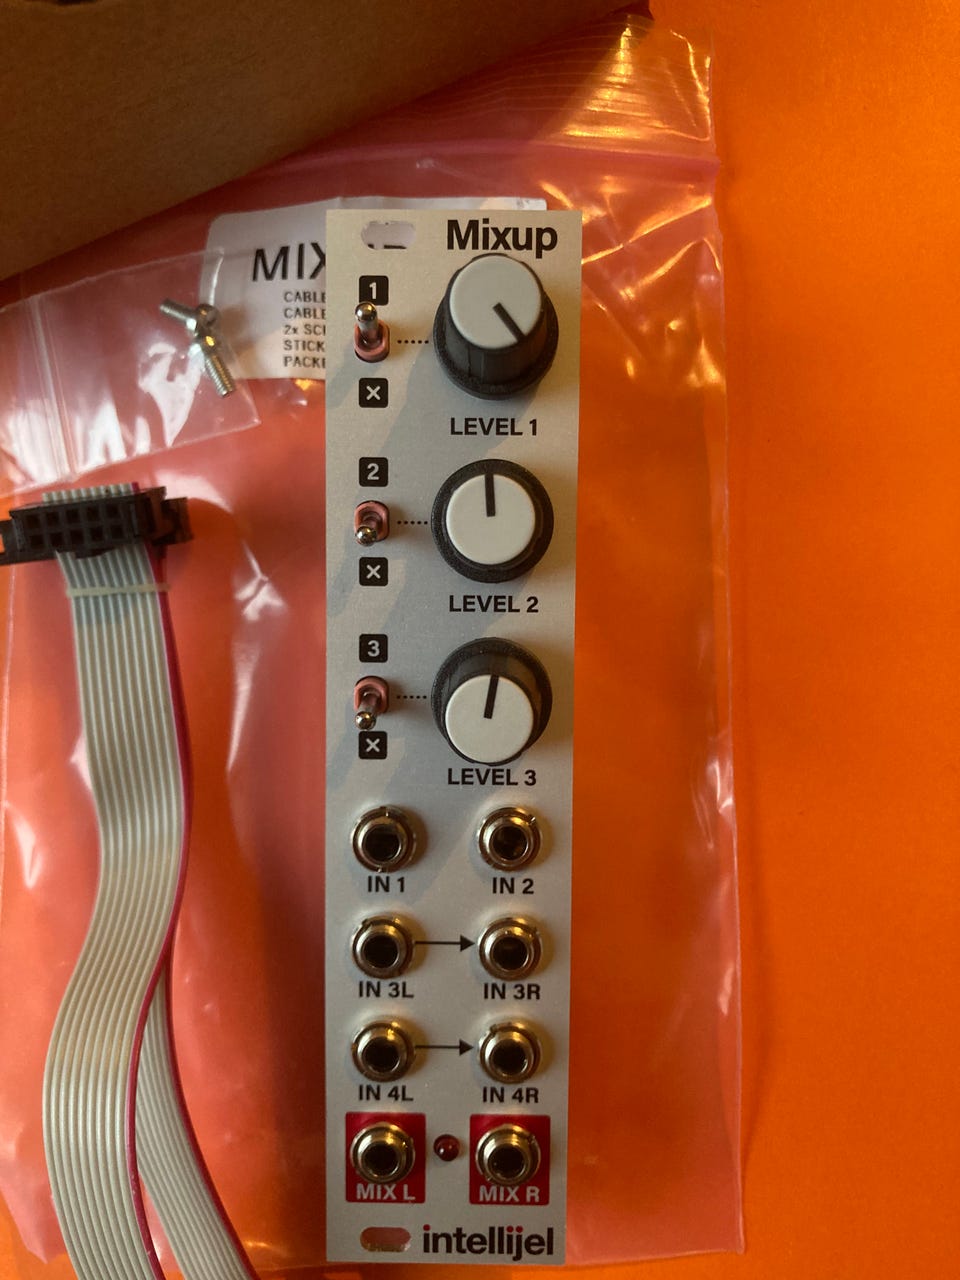 Mixup
MIX
CABLE
CABLE
2x SC
STICK
PACKE
1
X
LEVEL 1
2
X
LEVEL 2
3
X
LEVEL 3
IN 1
IN 2
IN 3L
IN 3R
IN 4L
IN 4R
MIX L
MIX R
intellijel